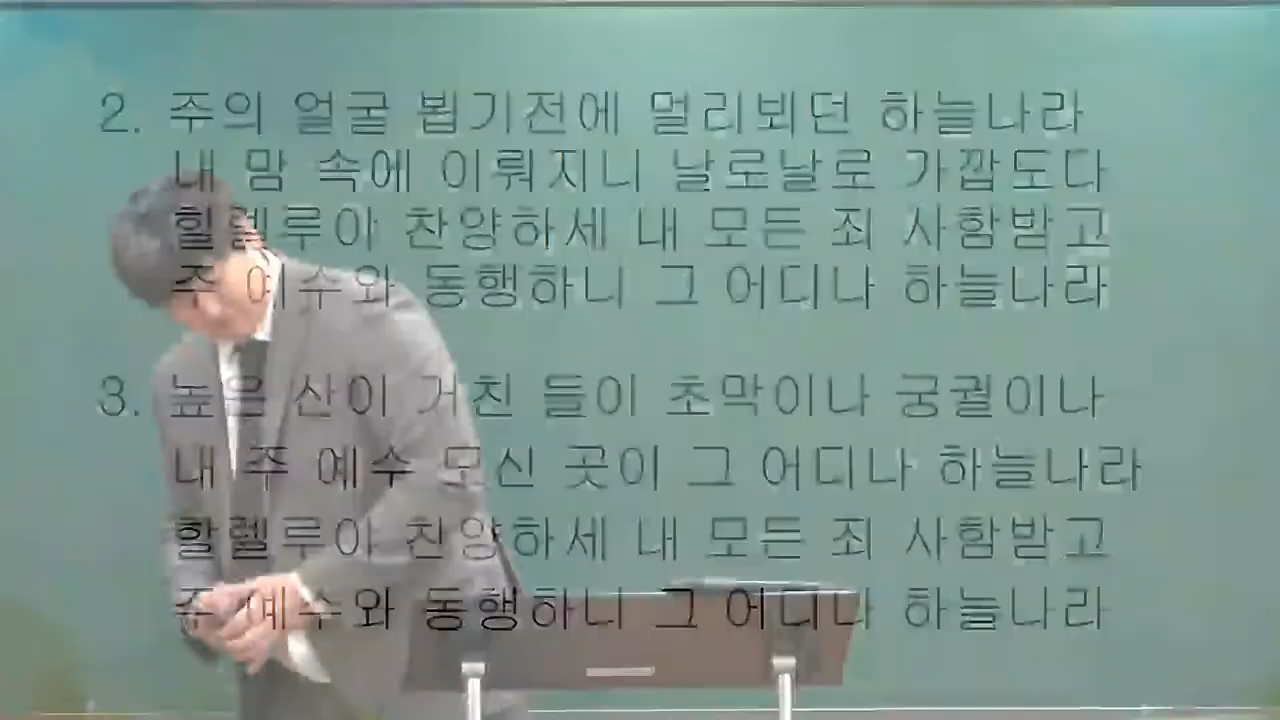 2. 주의 얼굴 뵙기전에 멀리뵈던 하늘나라
내 맘 속에 이뤄지니 날로날로 가깝도다
할렐루야 찬양하세 내 모든 죄 사함받고
주 예수와 동행하니 그 어디나 하늘나라
3. 높은 산이 거친 들이 초막이나 궁궐이나
내 주 예수 모신 곳이 그 어디나 하늘나라
할렐루야 찬양하세 내 모든 죄 사함받고
주 예수와 동행하니 그 어디나 하늘나라